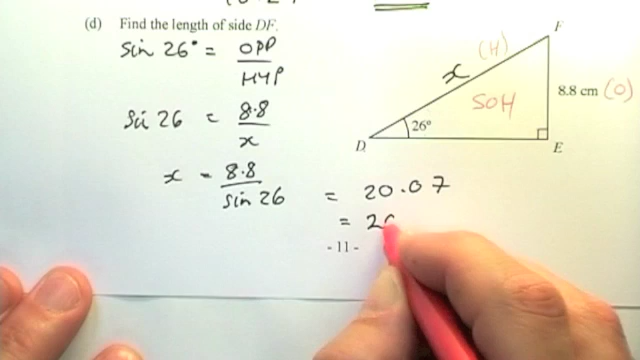 (d) Find the length of side DF.
sin 26° = OPP
HYP
sin 26 = 8.8
x
x = 8.8
sin 26
= 20.07
= 20
F
(H)
x
SOH
8.8 cm (O)
26°
D
E
- 11 -